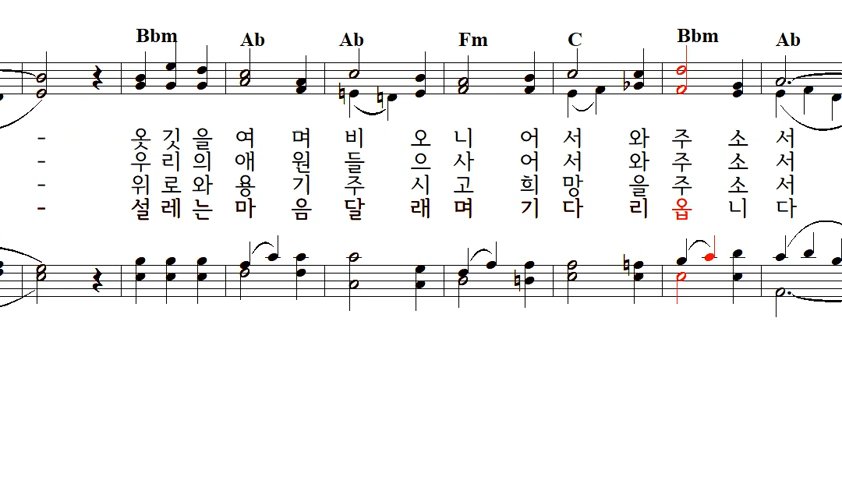 Bbm Ab Ab Fm C Bbm Ab
- 옷 깃 을 여 며 비 오 니 어 서 와 주 소 서
- 우 리 의 애 원 들 으 사 어 서 와 주 소 서
- 위 로 와 용 기 주 시 고 희 망 을 주 소 서
- 설 레 는 마 음 달 래 며 기 다 리 옵 니 다